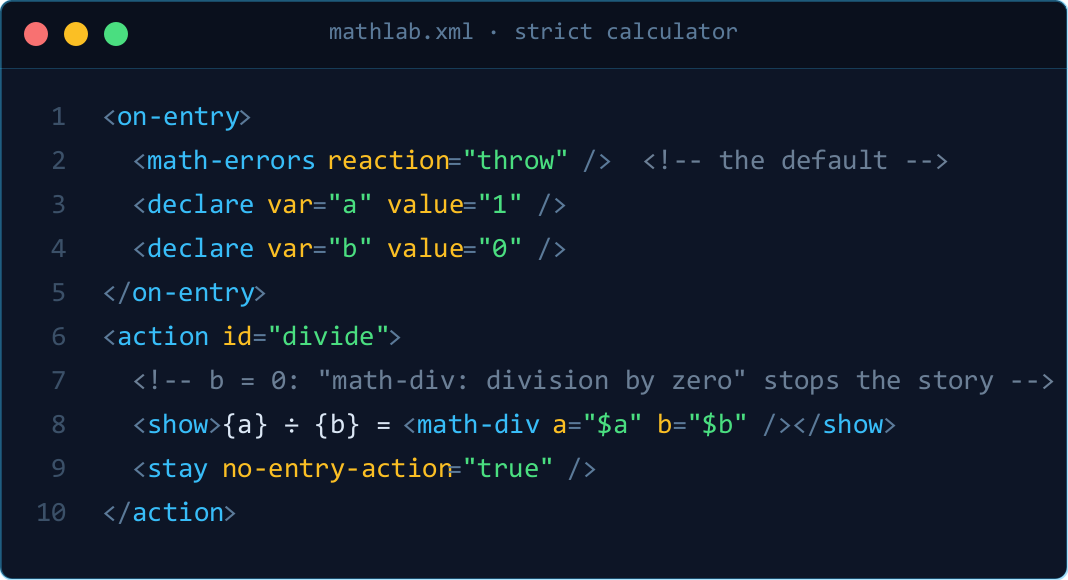 mathlab.xml · strict calculator
1 <on-entry>
2 <math-errors reaction="throw" /> <!-- the default -->
3 <declare var="a" value="1" />
4 <declare var="b" value="0" />
5 </on-entry>
6 <action id="divide">
7 <!-- b = 0: "math-div: division by zero" stops the story -->
8 <show>{a} ÷ {b} = <math-div a="$a" b="$b" /></show>
9 <stay no-entry-action="true" />
10 </action>